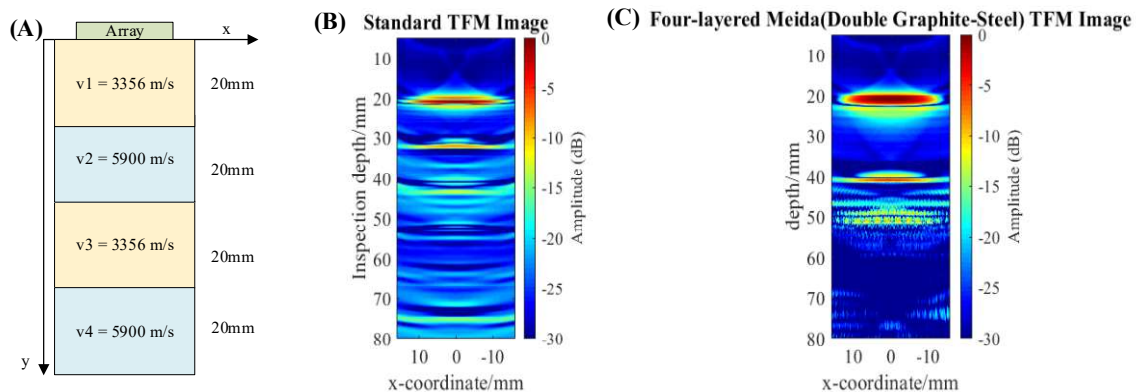 (A)
Array
x
v1 = 3356 m/s
20mm
v2 = 5900 m/s
20mm
v3 = 3356 m/s
20mm
v4 = 5900 m/s
20mm
y
(B)
Standard TFM Image
Inspection depth/mm
10
20
30
40
50
60
70
80
10 0 -10
x-coordinate/mm
0
-5
-10
-15
-20
-25
-30
Amplitude (dB)
(C)
Four-layered Meida(Double Graphite-Steel) TFM Image
depth/mm
10
20
30
40
50
60
70
80
10 0 -10
x-coordinate/mm
0
-5
-10
-15
-20
-25
-30
Amplitude (dB)